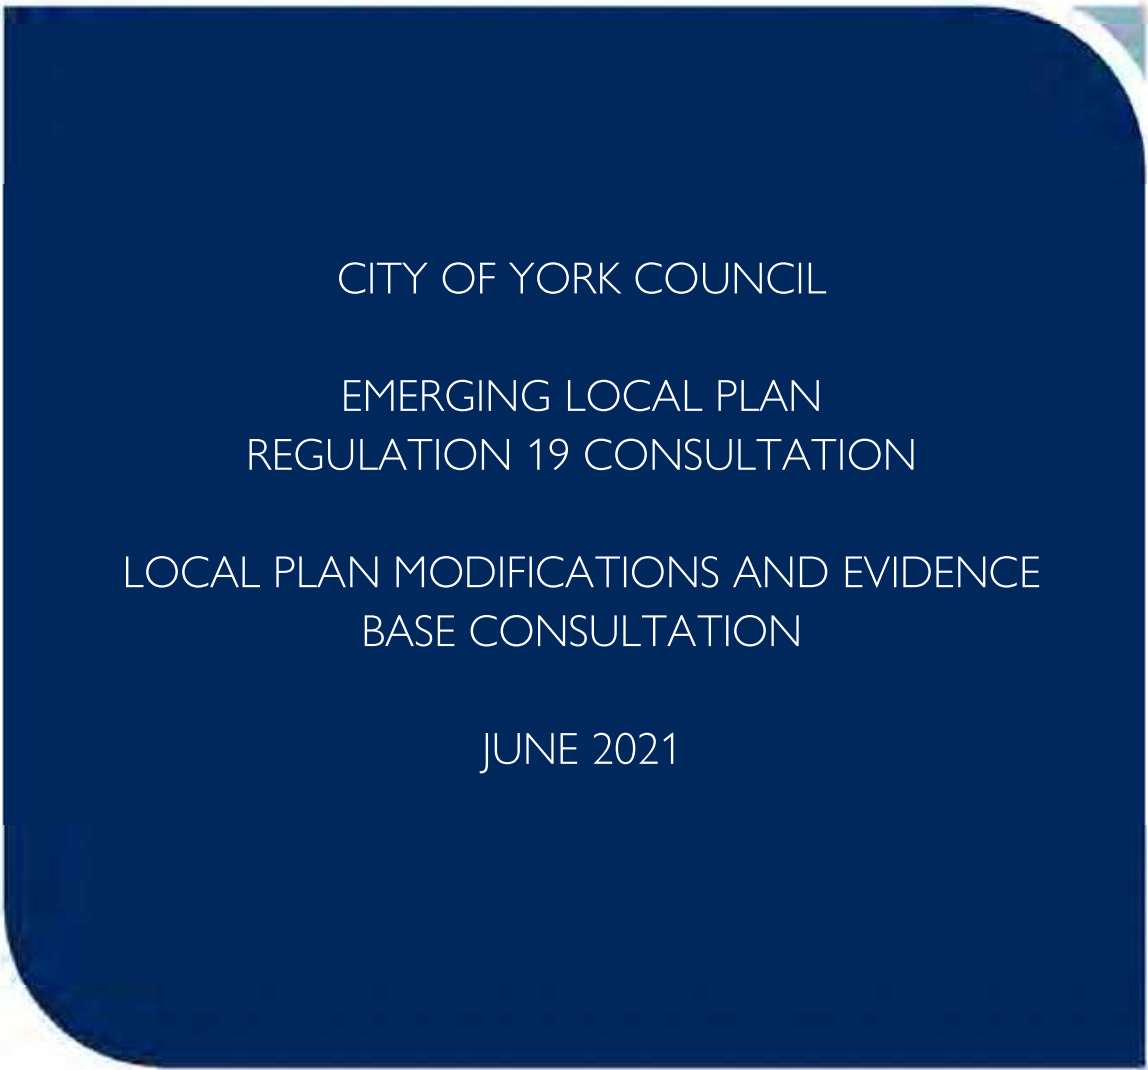 CITY OF YORK COUNCIL
EMERGING LOCAL PLAN
REGULATION 19 CONSULTATION
LOCAL PLAN MODIFICATIONS AND EVIDENCE
BASE CONSULTATION
JUNE 2021